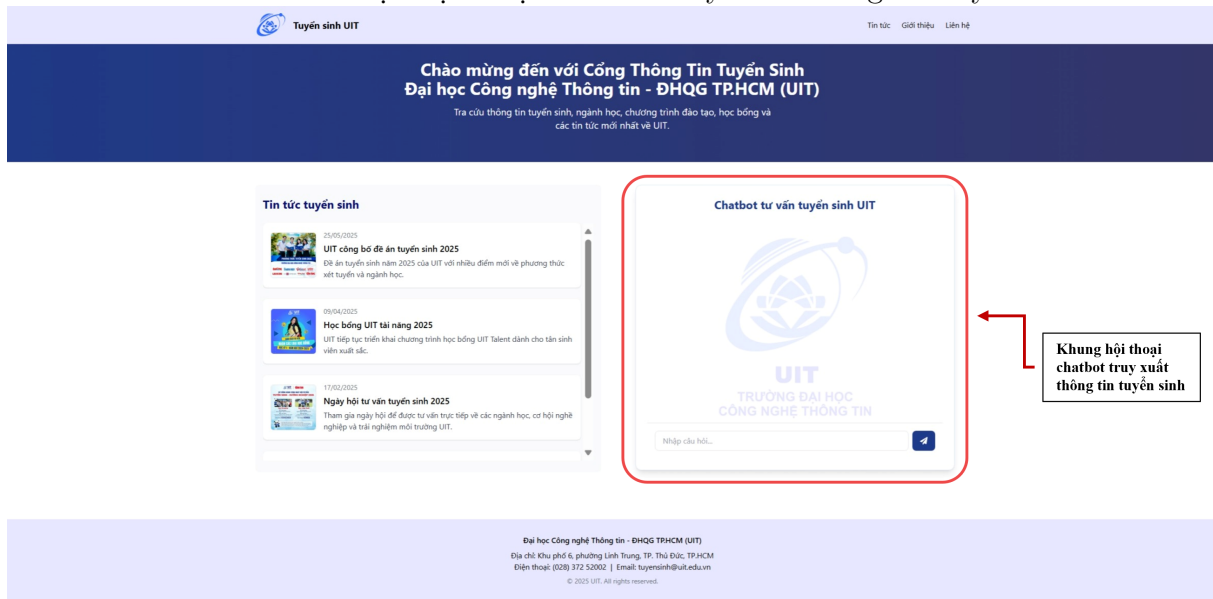 Tuyển sinh UIT
Tin tức Giới thiệu Liên hệ
Chào mừng đến với Cổng Thông Tin Tuyển Sinh
Đại học Công nghệ Thông tin - ĐHQG TP.HCM (UIT)
Tra cứu thông tin tuyển sinh, ngành học, chương trình đào tạo, học bổng và
các tin tức mới nhất về UIT.
Tin tức tuyển sinh
25/05/2025
UIT công bố đề án tuyển sinh 2025
Đề án tuyển sinh năm 2025 của UIT với nhiều điểm mới về phương thức
xét tuyển và ngành học.
09/04/2025
Học bổng UIT tài năng 2025
UIT tiếp tục triển khai chương trình học bổng UIT Talent dành cho tân sinh
viên xuất sắc.
17/02/2025
Ngày hội tư vấn tuyển sinh 2025
Tham gia ngày hội để được tư vấn trực tiếp về các ngành học, cơ hội nghề
nghiệp và trải nghiệm môi trường UIT.
Chatbot tư vấn tuyển sinh UIT
UIT
TRƯỜNG ĐẠI HỌC
CÔNG NGHỆ THÔNG TIN
Nhập câu hỏi...
Khung hội thoại
chatbot truy xuất
thông tin tuyển sinh
Đại học Công nghệ Thông tin - ĐHQG TP.HCM (UIT)
Địa chỉ: Khu phố 6, phường Linh Trung, TP. Thủ Đức, TP.HCM
Điện thoại: (028) 372 52002 | Email: tuyensinh@uit.edu.vn
© 2025 UIT. All rights reserved.